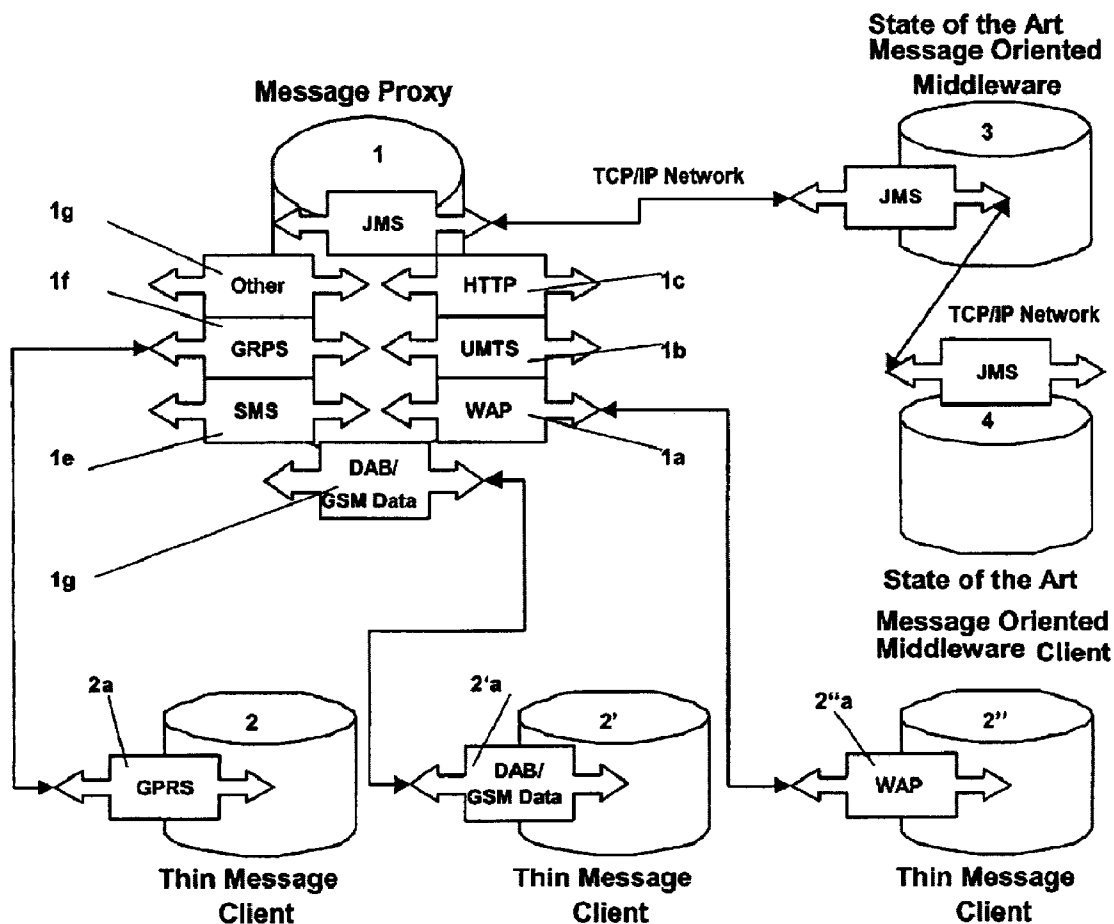 State of the Art
Message Oriented
Middleware
3
JMS
Message Proxy
1
JMS
TCP/IP Network
1g
Other
HTTP
1c
1f
GRPS
UMTS
1b
SMS
WAP
1e
1a
DAB/
GSM Data
1g
TCP/IP Network
JMS
4
State of the Art
Message Oriented
Middleware Client
2a
2
GPRS
Thin Message
Client
2'a
2'
DAB/
GSM Data
Thin Message
Client
2"a
2"
WAP
Thin Message
Client